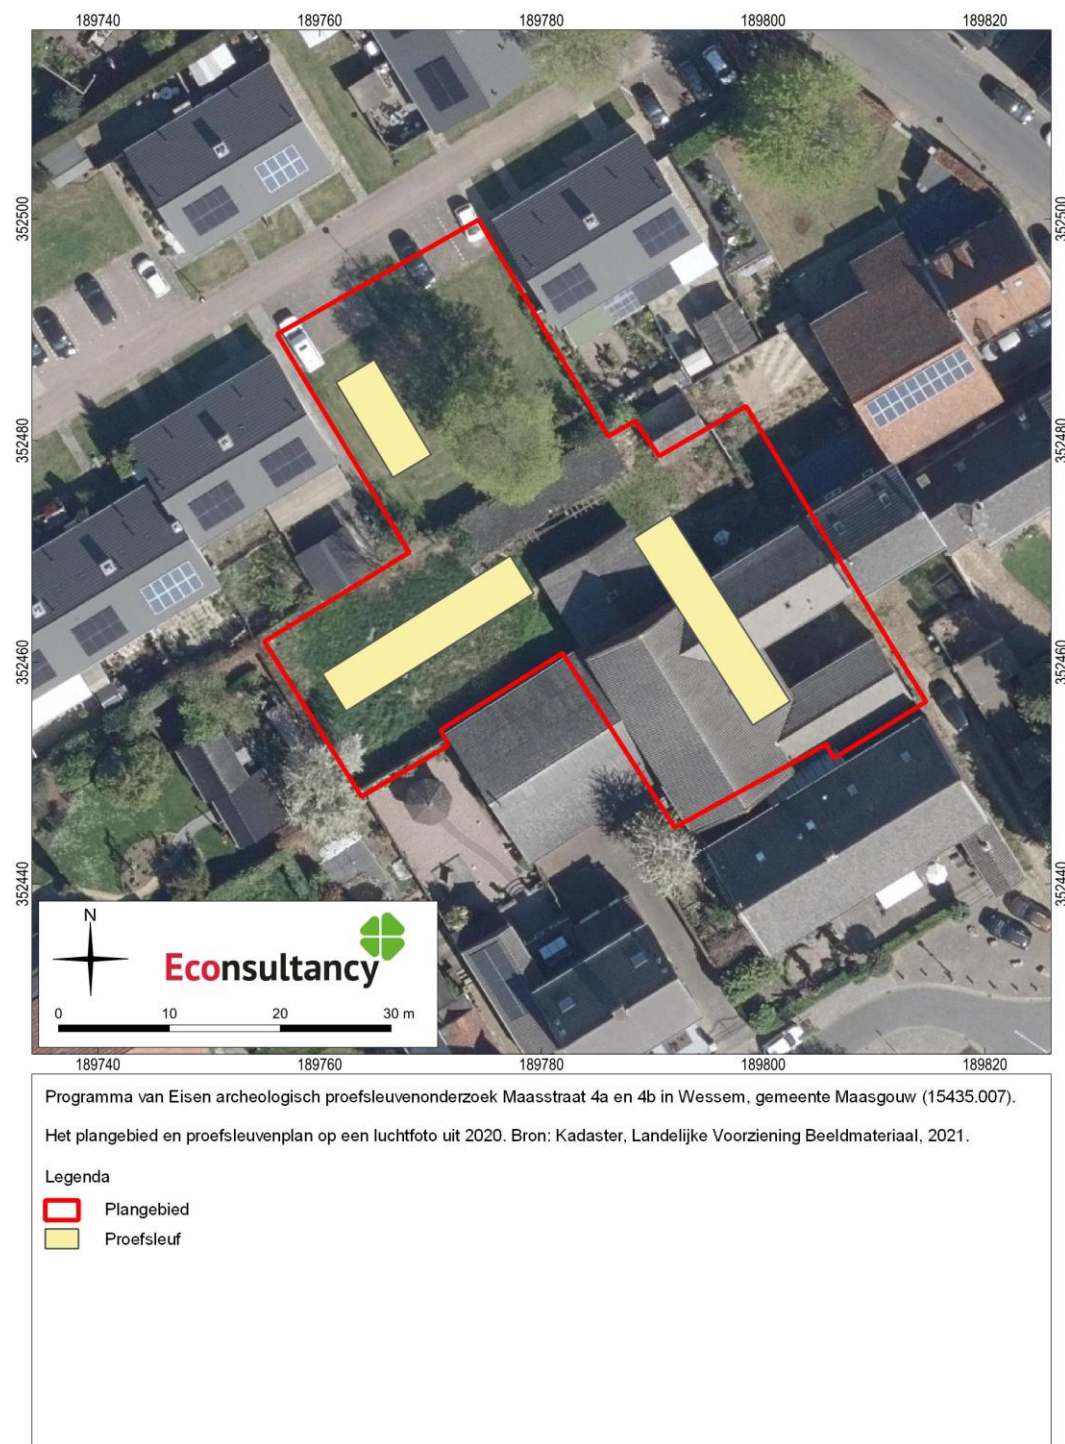 189740 189760 189780 189800 189820
352500 352500
352480 352480
352460 352460
352440 352440
N
Econsultancy
0 10 20 30 m
189740 189760 189780 189800 189820
Programma van Eisen archeologisch proefsleuvenonderzoek Maasstraat 4a en 4b in Wessem, gemeente Maasgouw (15435.007).
Het plangebied en proefsleuvenplan op een luchtfoto uit 2020. Bron: Kadaster, Landelijke Voorziening Beeldmateriaal, 2021.
Legenda
Plangebied
Proefsleuf